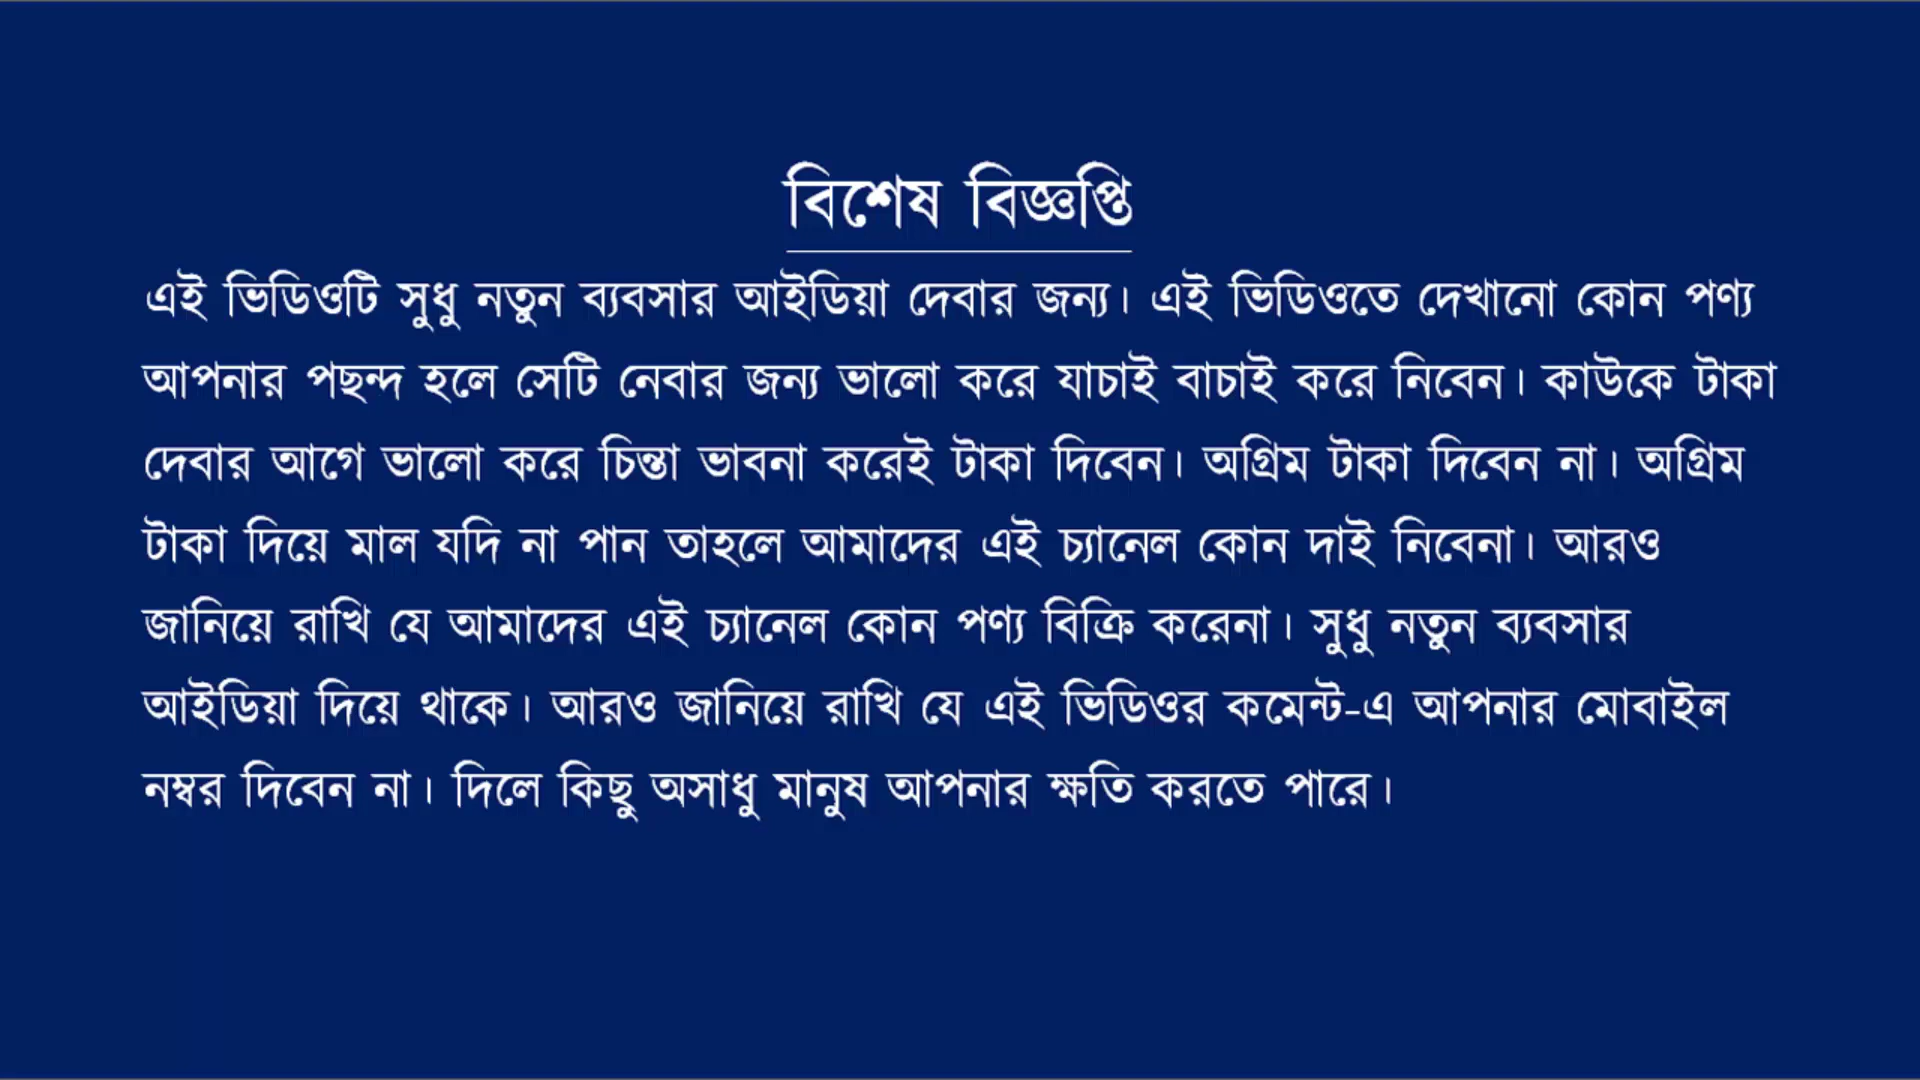 বিশেষ বিজ্ঞপ্তি
এই ভিডিওটি সুধু নতুন ব্যবসার আইডিয়া দেবার জন্য। এই ভিডিওতে দেখানো কোন পণ্য
আপনার পছন্দ হলে সেটি নেবার জন্য ভালো করে যাচাই বাচাই করে নিবেন। কাউকে টাকা
দেবার আগে ভালো করে চিন্তা ভাবনা করেই টাকা দিবেন। অগ্রিম টাকা দিবেন না। অগ্রিম
টাকা দিয়ে মাল যদি না পান তাহলে আমাদের এই চ্যানেল কোন দাই নিবেনা। আরও
জানিয়ে রাখি যে আমাদের এই চ্যানেল কোন পণ্য বিক্রি করেনা। সুধু নতুন ব্যবসার
আইডিয়া দিয়ে থাকে। আরও জানিয়ে রাখি যে এই ভিডিওর কমেন্ট-এ আপনার মোবাইল
নম্বর দিবেন না। দিলে কিছু অসাধু মানুষ আপনার ক্ষতি করতে পারে।